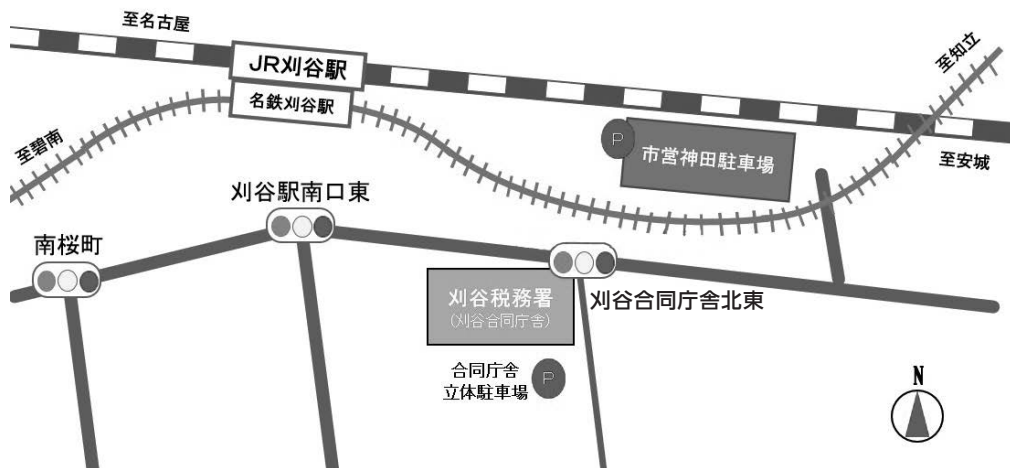 至名古屋
JR刈谷駅
名鉄刈谷駅
至知立
至碧南
P
市営神田駐車場
至安城
刈谷駅南口東
南桜町
刈谷税務署
(刈谷合同庁舎)
刈谷合同庁舎北東
合同庁舎
立体駐車場
P
N